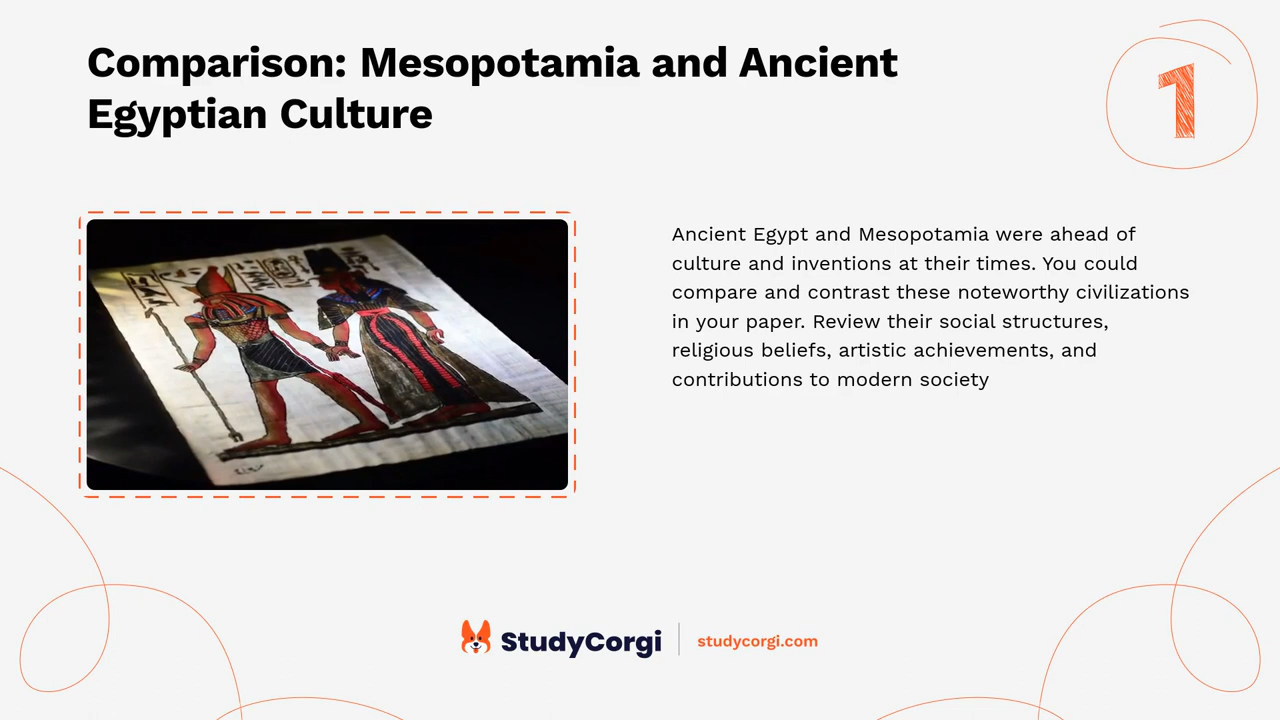 Comparison: Mesopotamia and Ancient
Egyptian Culture
1
Ancient Egypt and Mesopotamia were ahead of
culture and inventions at their times. You could
compare and contrast these noteworthy civilizations
in your paper. Review their social structures,
religious beliefs, artistic achievements, and
contributions to modern society
StudyCorgi
studycorgi.com